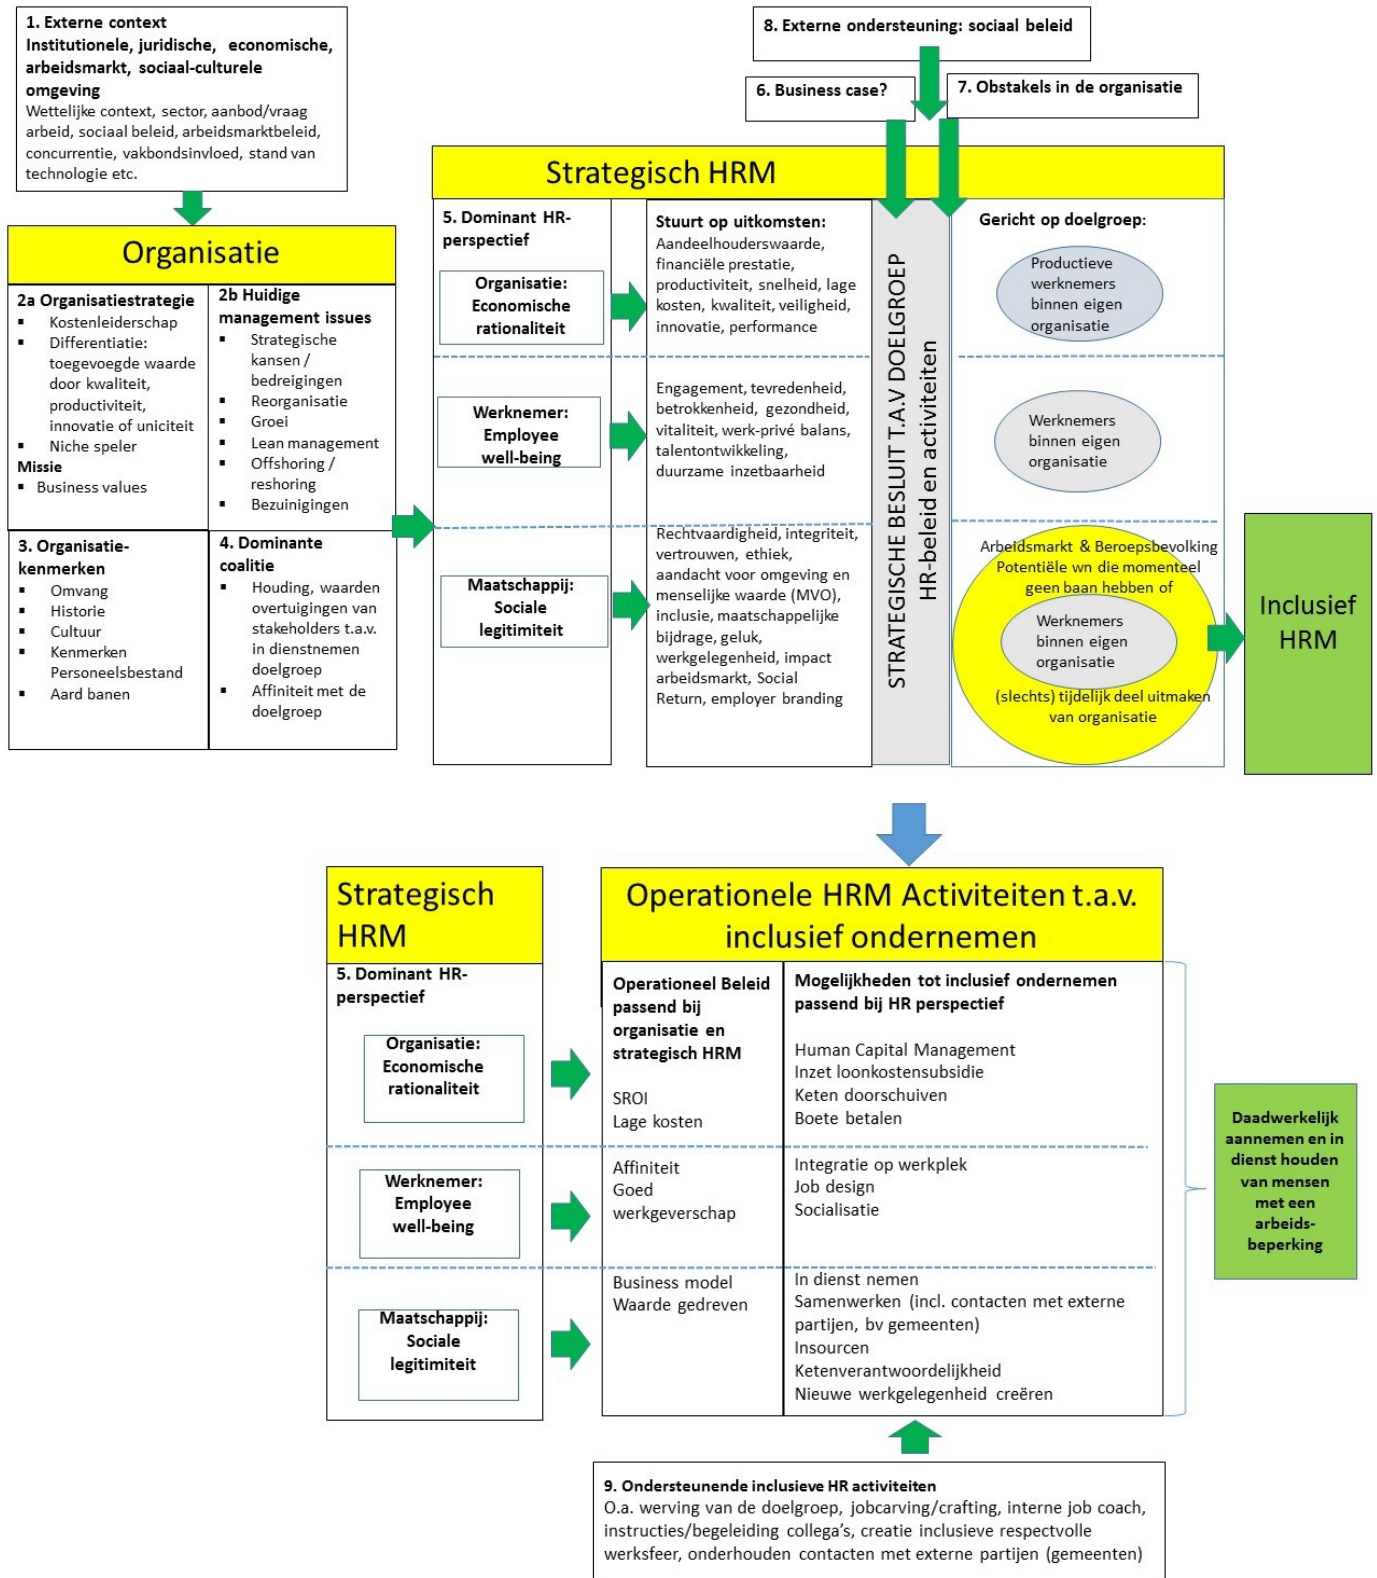 1. Externe context
Institutionele, juridische, economische,
arbeidsmarkt, sociaal-culturele
omgeving
Wettelijke context, sector, aanbod/vraag
arbeid, sociaal beleid, arbeidsmarktbeleid,
concurrentie, vakbondsinvloed, stand van
technologie etc.
8. Externe ondersteuning: sociaal beleid
6. Business case?
7. Obstakels in de organisatie
Organisatie
2a Organisatiestrategie
▪ Kostenleiderschap
▪ Differentiatie:
toegevoegde waarde
door kwaliteit,
productiviteit,
innovatie of uniciteit
▪ Niche speler
Missie
▪ Business values
2b Huidige
management issues
▪ Strategische
kansen /
bedreigingen
▪ Reorganisatie
▪ Groei
▪ Lean management
▪ Offshoring /
reshoring
▪ Bezuinigingen
3. Organisatie-
kenmerken
▪ Omvang
▪ Historie
▪ Cultuur
▪ Kenmerken
Personeelsbestand
▪ Aard banen
4. Dominante
coalitie
▪ Houding, waarden
overtuigingen van
stakeholders t.a.v.
in dienstnemen
doelgroep
▪ Affiniteit met de
doelgroep
Strategisch HRM
5. Dominant HR-
perspectief
Organisatie:
Economische
rationaliteit
Werknemer:
Employee
well-being
Maatschappij:
Sociale
legitimiteit
Stuurt op uitkomsten:
Aandeelhouderswaarde,
financiële prestatie,
productiviteit, snelheid, lage
kosten, kwaliteit, veiligheid,
innovatie, performance
Engagement, tevredenheid,
betrokkenheid, gezondheid,
vitaliteit, werk-privé balans,
talentontwikkeling,
duurzame inzetbaarheid
Rechtvaardigheid, integriteit,
vertrouwen, ethiek,
aandacht voor omgeving en
menselijke waarde (MVO),
inclusie, maatschappelijke
bijdrage, geluk,
werkgelegenheid, impact
arbeidsmarkt, Social
Return, employer branding
STRATEGISCHE BESLUIT T.A.V DOELGROEP
HR-beleid en activiteiten
Gericht op doelgroep:
Productieve
werknemers
binnen eigen
organisatie
Werknemers
binnen eigen
organisatie
Arbeidsmarkt & Beroepsbevolking
Potentiële wn die momenteel
geen baan hebben of
Werknemers
binnen eigen
organisatie
(slechts) tijdelijk deel uitmaken
van organisatie
Inclusief
HRM
Strategisch
HRM
5. Dominant HR-
perspectief
Organisatie:
Economische
rationaliteit
Werknemer:
Employee
well-being
Maatschappij:
Sociale
legitimiteit
Operationele HRM Activiteiten t.a.v.
inclusief ondernemen
Operationeel Beleid
passend bij
organisatie en
strategisch HRM
SROI
Lage kosten
Affiniteit
Goed
werkgeverschap
Business model
Waarde gedreven
Mogelijkheden tot inclusief ondernemen
passend bij HR perspectief
Human Capital Management
Inzet loonkostensubsidie
Keten doorschuiven
Boete betalen
Integratie op werkplek
Job design
Socialisatie
In dienst nemen
Samenwerken (incl. contacten met externe
partijen, bv gemeenten)
Insourcen
Ketenverantwoordelijkheid
Nieuwe werkgelegenheid creëren
Daadwerkelijk
aannemen en in
dienst houden
van mensen
met een
arbeids-
beperking
9. Ondersteunende inclusieve HR activiteiten
O.a. werving van de doelgroep, jobcarving/crafting, interne job coach,
instructies/begeleiding collega's, creatie inclusieve respectvolle
werksfeer, onderhouden contacten met externe partijen (gemeenten)